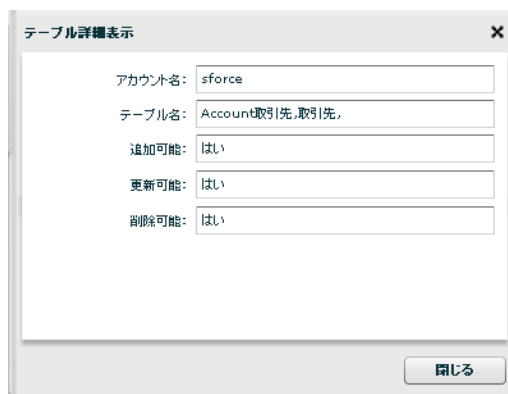 テーブル詳細表示
アカウント名: sforce
テーブル名: Account取引先,取引先,
追加可能: はい
更新可能: はい
削除可能: はい
閉じる